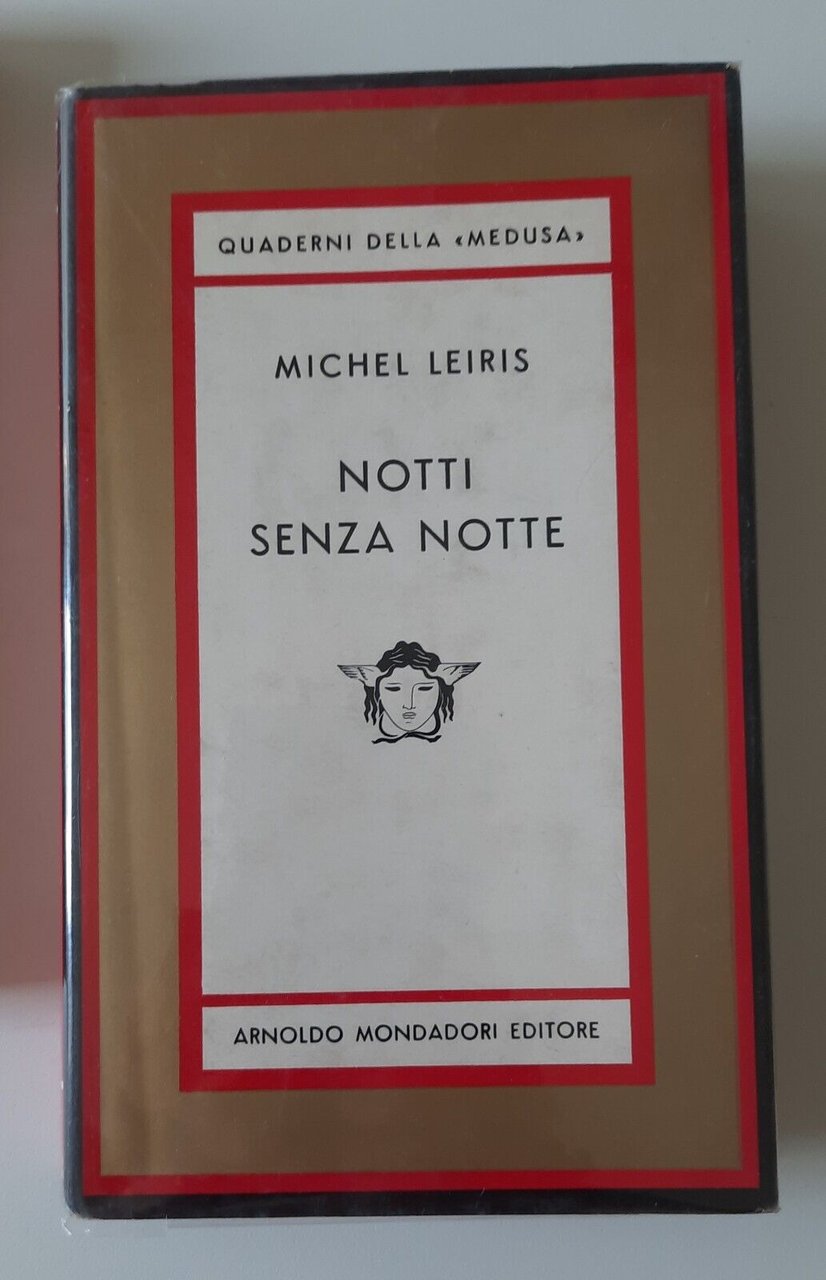 QUADERNI DELLA «MEDUSA»
MICHEL LEIRIS
NOTTI
SENZA NOTTE
ARNOLDO MONDADORI EDITORE